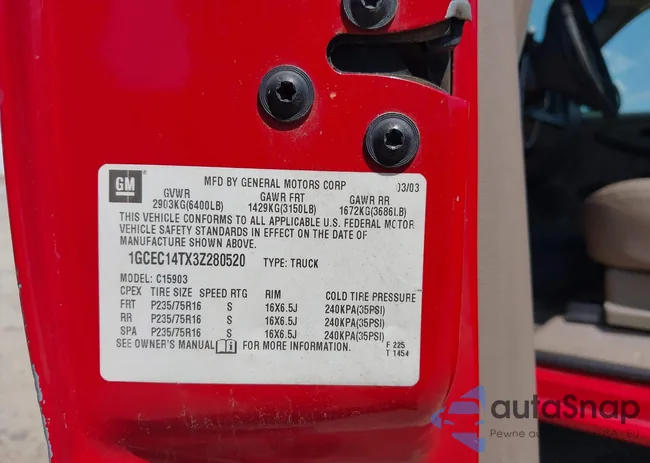 GM MFD BY GENERAL MOTORS CORP 03/03
GVWR GAWR FRT GAWR RR
2903KG(6400LB) 1429KG(3150LB) 1672KG(3686LB)
THIS VEHICLE CONFORMS TO ALL APPLICABLE U.S. FEDERAL MOTOR
VEHICLE SAFETY STANDARDS IN EFFECT ON THE DATE OF
MANUFACTURE SHOWN ABOVE.
1GCEC14TX3Z280520 TYPE: TRUCK
MODEL: C15903
CPEX TIRE SIZE SPEED RTG RIM COLD TIRE PRESSURE
FRT P235/75R16 S 16X6.5J 240KPA(35PSI)
RR P235/75R16 S 16X6.5J 240KPA(35PSI)
SPA P235/75R16 S 16X6.5J 240KPA(35PSI)
SEE OWNER'S MANUAL FOR MORE INFORMATION.
F 225
T 1454
autoSnap
Pewne